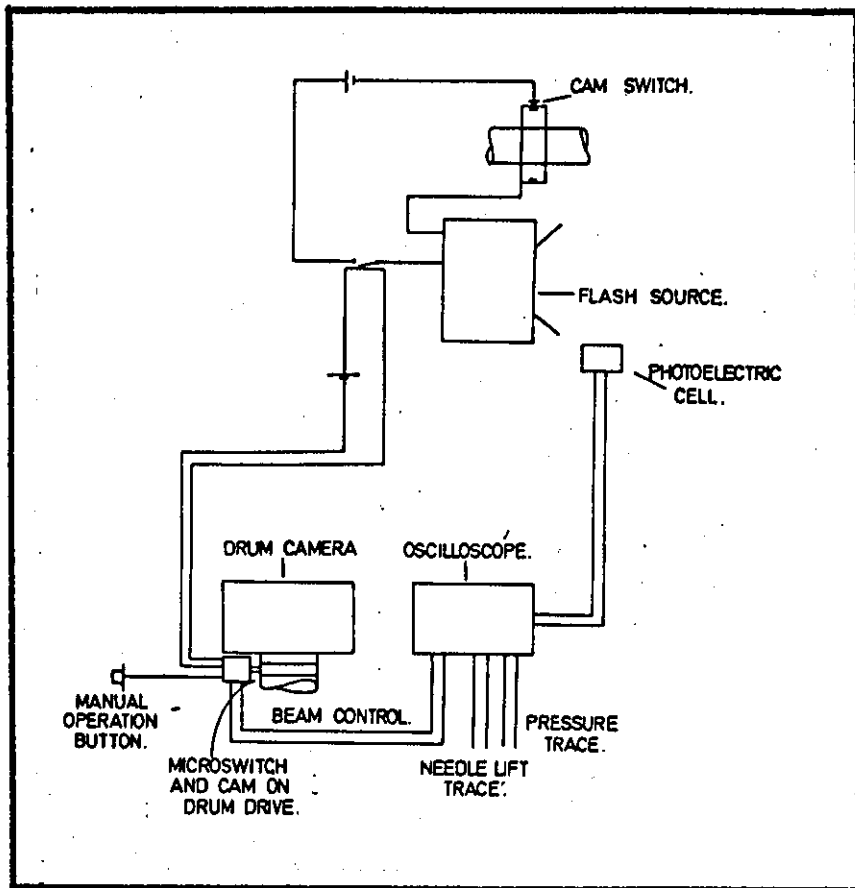 CAM SWITCH.
FLASH SOURCE.
PHOTOELECTRIC
CELL.
DRUM CAMERA
OSCILLOSCOPE.
MANUAL
OPERATION
BUTTON.
BEAM CONTROL.
PRESSURE
TRACE.
MICROSWITCH
AND CAM ON
DRUM DRIVE.
NEEDLE LIFT
TRACE.